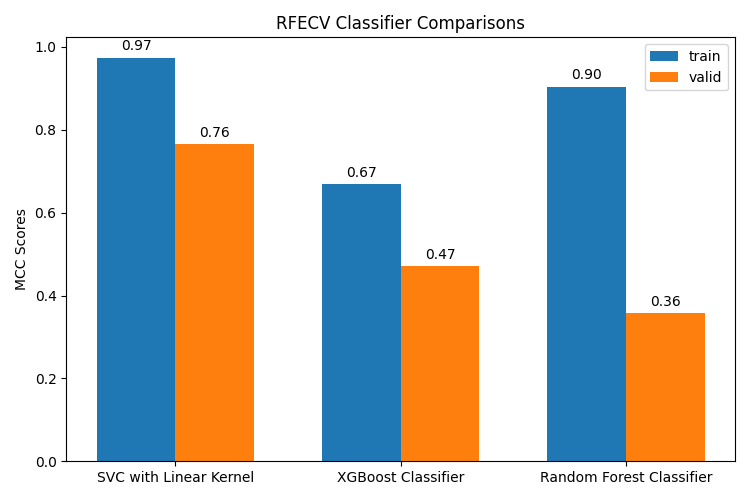 RFECV Classifier Comparisons
train
valid
0.97
0.76
0.67
0.47
0.90
0.36
MCC Scores
1.0
0.8
0.6
0.4
0.2
0.0
SVC with Linear Kernel
XGBoost Classifier
Random Forest Classifier